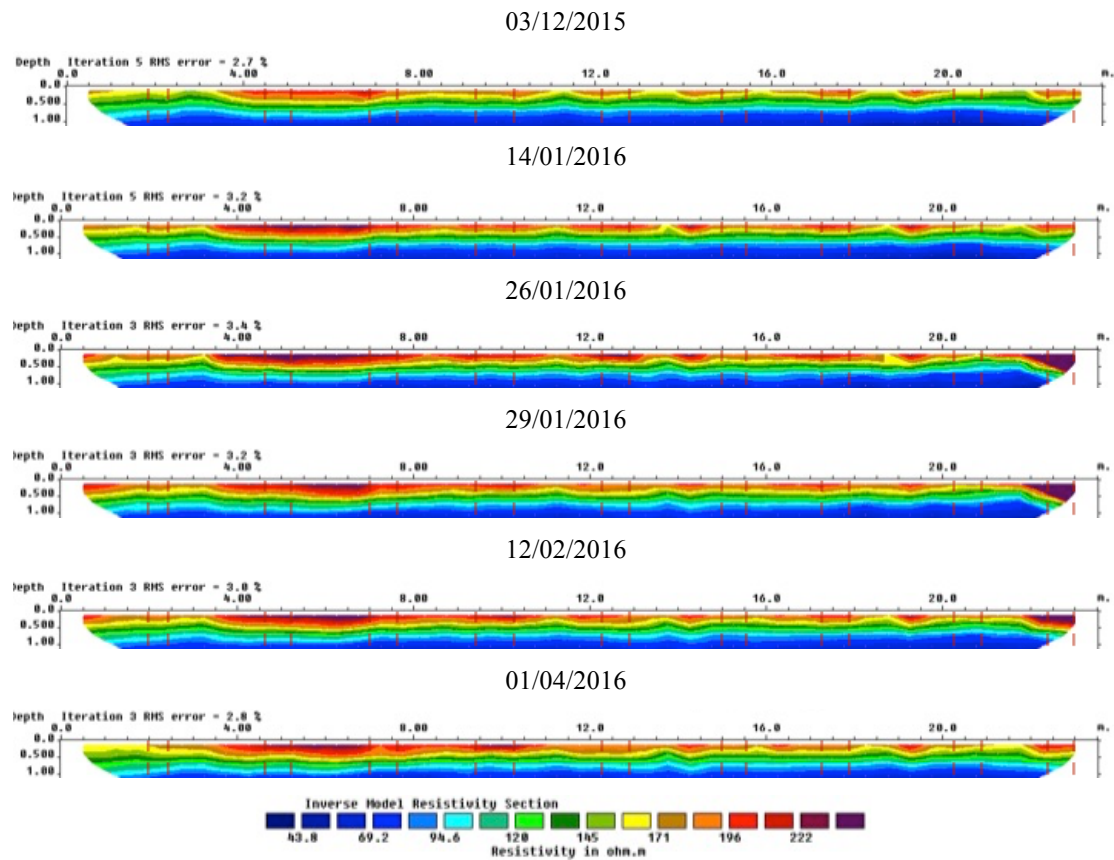 03/12/2015
Depth Iteration 5 RMS error = 2.7 %
0.0 4.00 8.00 12.0 16.0 20.0 m.
0.0
0.500
1.00
14/01/2016
Depth Iteration 5 RMS error = 3.2 %
0.0 4.00 8.00 12.0 16.0 20.0 m.
0.0
0.500
1.00
26/01/2016
Depth Iteration 3 RMS error = 3.4 %
0.0 4.00 8.00 12.0 16.0 20.0 m.
0.0
0.500
1.00
29/01/2016
Depth Iteration 3 RMS error = 3.2 %
0.0 4.00 8.00 12.0 16.0 20.0 m.
0.0
0.500
1.00
12/02/2016
Depth Iteration 3 RMS error = 3.0 %
0.0 4.00 8.00 12.0 16.0 20.0 m.
0.0
0.500
1.00
01/04/2016
Depth Iteration 3 RMS error = 2.8 %
0.0 4.00 8.00 12.0 16.0 20.0 m.
0.0
0.500
1.00
Inverse Model Resistivity Section
43.8 69.2 94.6 120 145 171 196 222
Resistivity in ohm.m